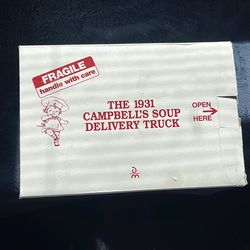 FRAGILE
handle with care
THE 1931
CAMPBELL'S SOUP
DELIVERY TRUCK
OPEN
HERE